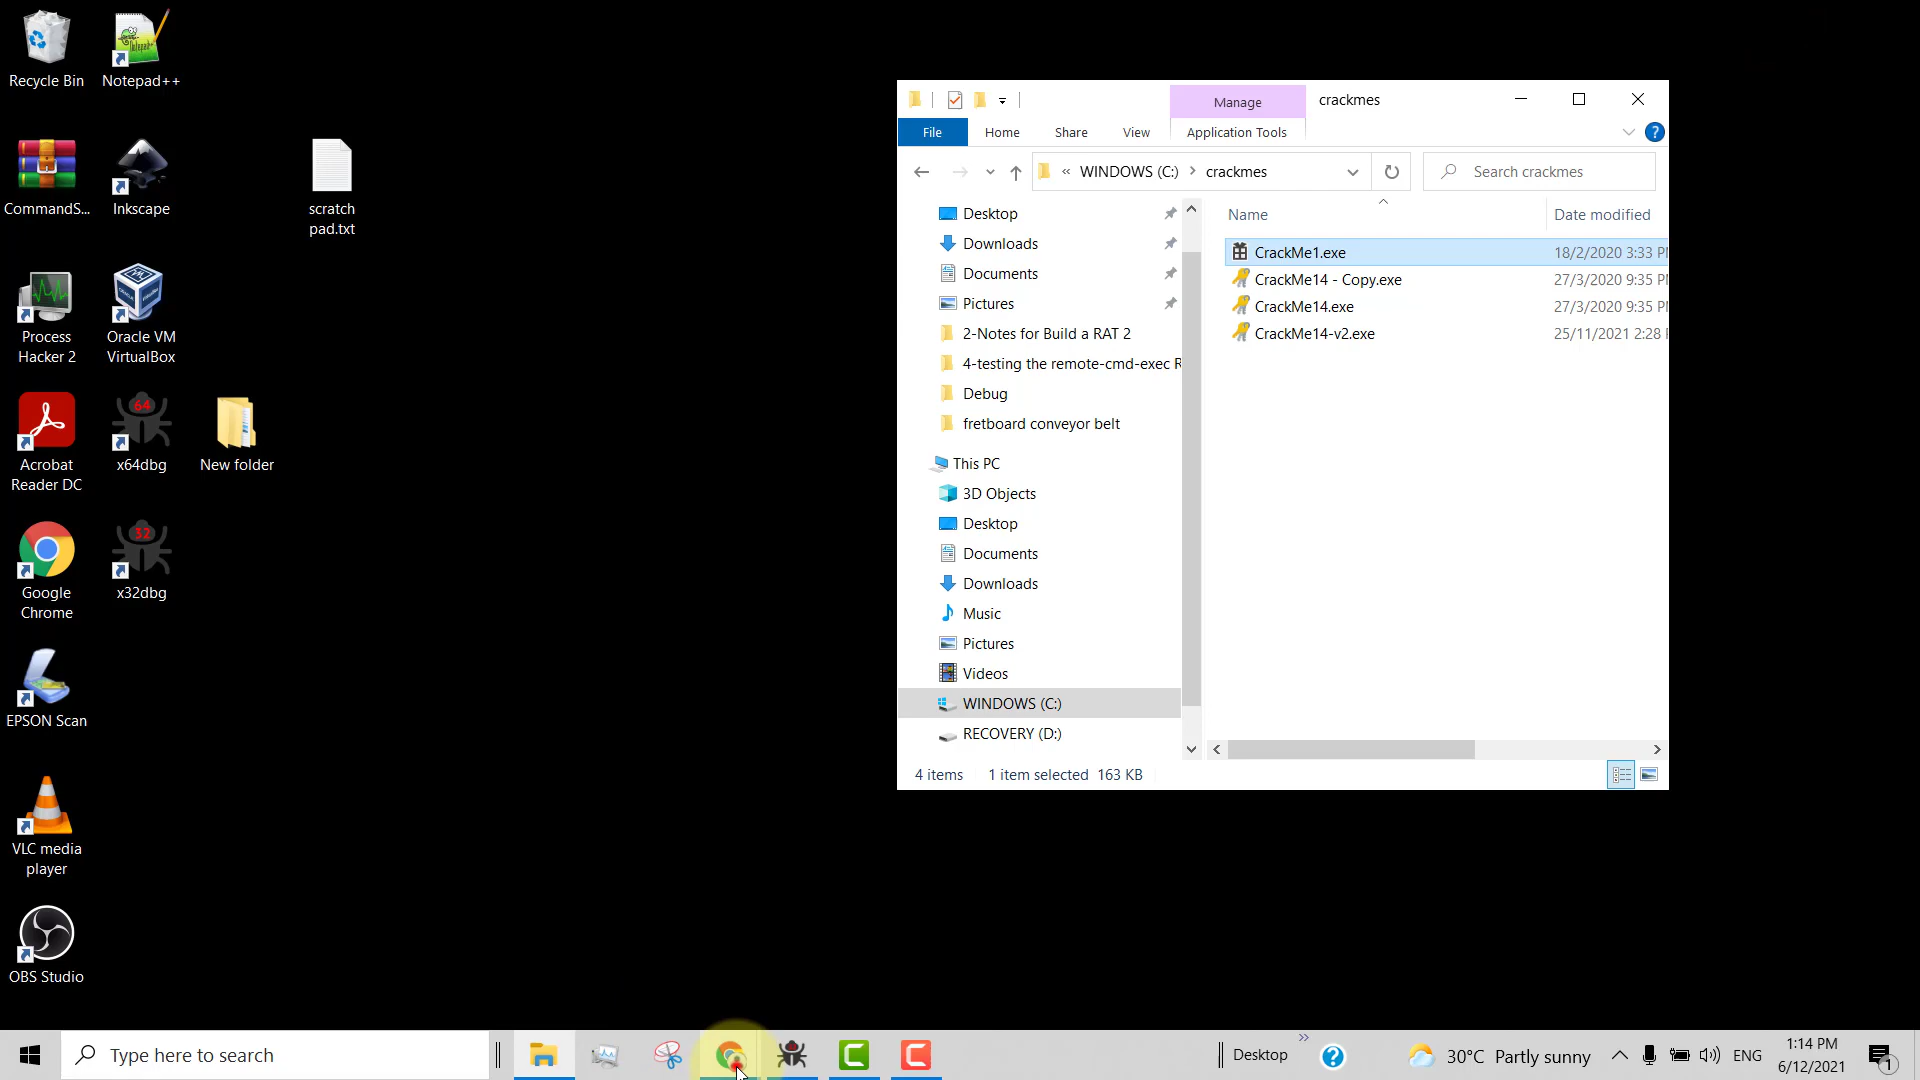 Recycle Bin
Notepad++
CommandS...
Inkscape
scratch
pad.txt
Process
Hacker 2
Oracle VM
VirtualBox
Acrobat
Reader DC
64
x64dbg
New folder
Google
Chrome
32
x32dbg
EPSON Scan
VLC media
player
OBS Studio
Manage
crackmes
File
Home
Share
View
Application Tools
« WINDOWS (C:) > crackmes
Search crackmes
Desktop
Downloads
Documents
Pictures
2-Notes for Build a RAT 2
4-testing the remote-cmd-exec R
Debug
fretboard conveyor belt
This PC
3D Objects
Desktop
Documents
Downloads
Music
Pictures
Videos
WINDOWS (C:)
RECOVERY (D:)
Name
Date modified
CrackMe1.exe 18/2/2020 3:33 P
CrackMe14 - Copy.exe 27/3/2020 9:35 P
CrackMe14.exe 27/3/2020 9:35 P
CrackMe14-v2.exe 25/11/2021 2:28
4 items 1 item selected 163 KB
Type here to search
Desktop
30°C Partly sunny
ENG
1:14 PM
6/12/2021
1